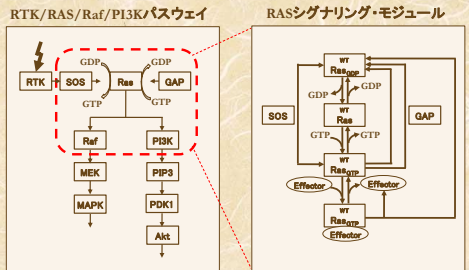 RTK/RAS/Raf/PI3Kパスウェイ
GDP GDP
RTK SOS Ras GAP
GTP GTP
Raf PI3K
MEK PIP3
MAPK PDK1
Akt
RASシグナリング・モジュール
WT
RasGDP
GDP GDP
SOS WT GAP
Ras
GTP GTP
WT
RasGTP
Effector Effector
WT
RasGTP
Effector